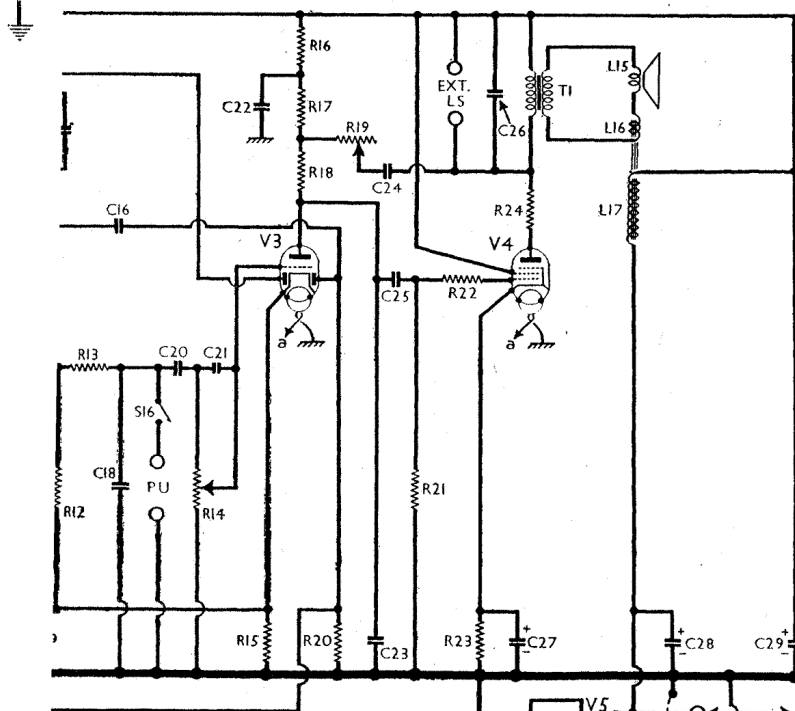 R16
L15
T1
EXT.
LS
C22
R17
C26
R19
L16
R18
C24
C16
R24
L17
V3
V4
C25
R22
a
a
R13
C20
C21
S16
C18
PU
R21
R12
R14
R15
R20
C23
R23
+
C27
−
+
C28
−
C29
+
−
V5